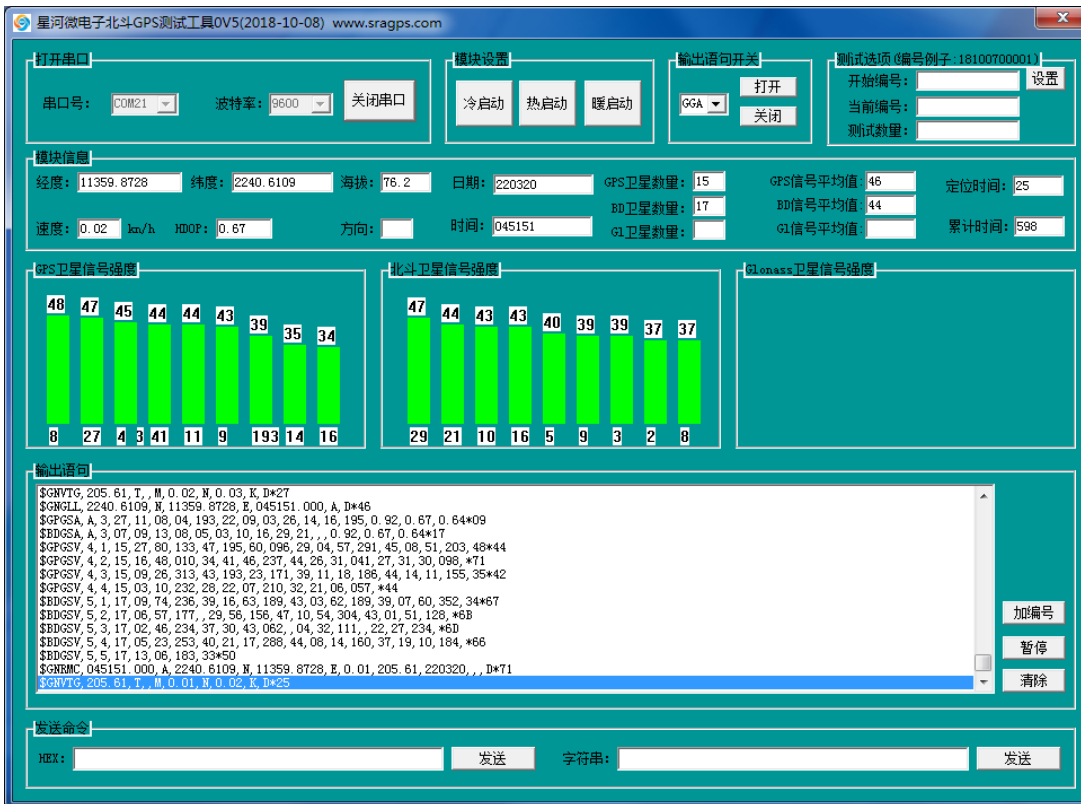 星河微电子北斗GPS测试工具0V5(2018-10-08) www.sragps.com
打开串口
串口号: COM21 波特率: 9600 关闭串口
模块设置
冷启动 热启动 暖启动
输出语句开关
GGA 打开
关闭
测试选项(编号例子:18100700001)
开始编号: 设置
当前编号:
测试数量:
模块信息
经度: 11359.8728 纬度: 2240.6109 海拔: 76.2 日期: 220320 GPS卫星数量: 15 GPS信号平均值: 46 定位时间: 25
BD卫星数量: 17 BD信号平均值: 44
速度: 0.02 km/h HDOP: 0.67 方向: 时间: 045151 Gl卫星数量: Gl信号平均值: 累计时间: 598
GPS卫星信号强度
48 47 45 44 44 43 39 35 34
8 27 4 3 41 11 9 193 14 16
北斗卫星信号强度
47 44 43 43 40 39 39 37 37
29 21 10 16 5 9 3 2 8
Glonass卫星信号强度
输出语句
$GNVTG,205.61,T,,M,0.02,N,0.03,K,D*27
$GNGLL,2240.6109,N,11359.8728,E,045151.000,A,D*46
$GPGSA,A,3,27,11,08,04,193,22,09,03,26,14,16,195,0.92,0.67,0.64*09
$BDGSA,A,3,07,09,13,08,05,03,10,16,29,21,,,0.92,0.67,0.64*17
$GPGSV,4,1,15,27,80,133,47,195,60,096,29,04,57,291,45,08,51,203,48*44
$GPGSV,4,2,15,16,48,010,34,41,46,237,44,26,31,041,27,31,30,098,*71
$GPGSV,4,3,15,09,26,313,43,193,23,171,39,11,18,186,44,14,11,155,35*42
$GPGSV,4,4,15,03,10,232,28,22,07,210,32,21,06,057,*44
$BDGSV,5,1,17,09,74,236,39,16,63,189,43,03,62,189,39,07,60,352,34*67
$BDGSV,5,2,17,06,57,177,,29,56,156,47,10,54,304,43,01,51,128,*6B
$BDGSV,5,3,17,02,46,234,37,30,43,062,,04,32,111,,22,27,234,*6D
$BDGSV,5,4,17,05,23,253,40,21,17,288,44,08,14,160,37,19,10,184,*66
$BDGSV,5,5,17,13,06,183,33*50
$GNRMC,045151.000,A,2240.6109,N,11359.8728,E,0.01,205.61,220320,,,D*71
$GNVTG,205.61,T,,M,0.01,N,0.02,K,D*25
加编号
暂停
清除
发送命令
HEX: 发送 字符串: 发送